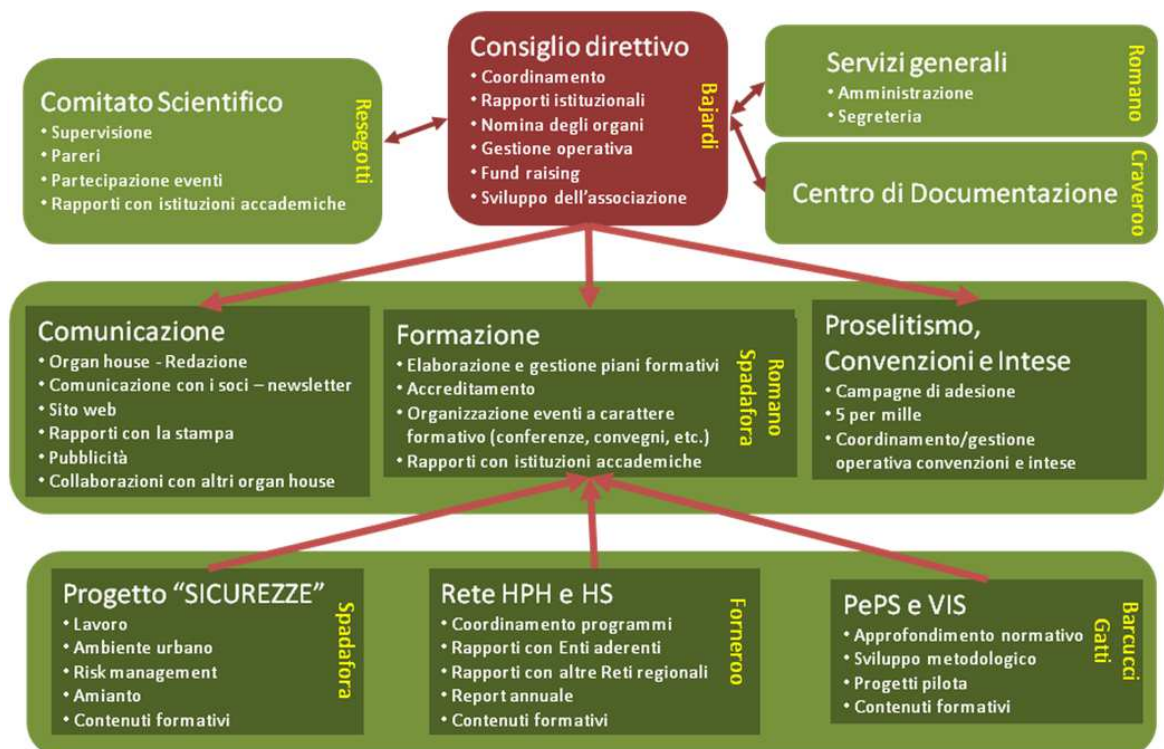 Consiglio direttivo
• Coordinamento
• Rapporti istituzionali
• Nomina degli organi
• Gestione operativa
• Fund raising
• Sviluppo dell'associazione
Bajardi
Comitato Scientifico
• Supervisione
• Pareri
• Partecipazione eventi
• Rapporti con istituzioni accademiche
Resegotti
Servizi generali
• Amministrazione
• Segreteria
Romano
Centro di Documentazione
Craveroo
Comunicazione
• Organ house - Redazione
• Comunicazione con i soci – newsletter
• Sito web
• Rapporti con la stampa
• Pubblicità
• Collaborazioni con altri organ house
Formazione
• Elaborazione e gestione piani formativi
• Accreditamento
• Organizzazione eventi a carattere
formativo (conferenze, convegni, etc.)
• Rapporti con istituzioni accademiche
Romano
Spadafora
Proselitismo,
Convenzioni e Intese
• Campagne di adesione
• 5 per mille
• Coordinamento/gestione
operativa convenzioni e intese
Progetto “SICUREZZE”
• Lavoro
• Ambiente urbano
• Risk management
• Amianto
• Contenuti formativi
Spadafora
Rete HPH e HS
• Coordinamento programmi
• Rapporti con Enti aderenti
• Rapporti con altre Reti regionali
• Report annuale
• Contenuti formativi
Forneroo
PePS e VIS
• Approfondimento normativo
• Sviluppo metodologico
• Progetti pilota
• Contenuti formativi
Barcucci
Gatti